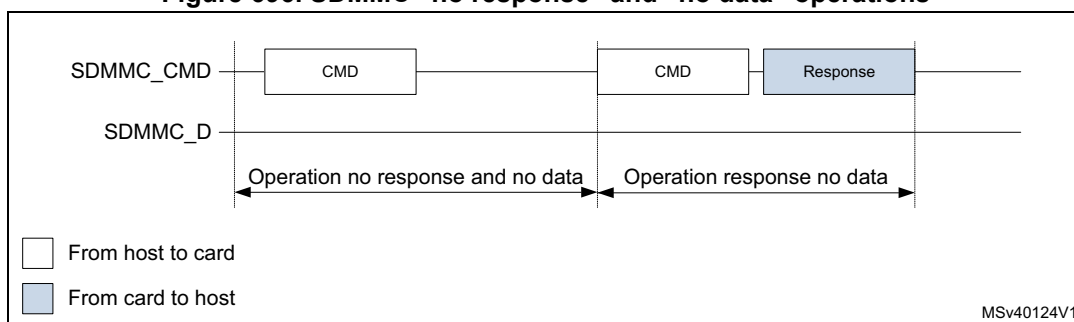 SDMMC_CMD
CMD
CMD
Response
SDMMC_D
Operation no response and no data
Operation response no data
From host to card
From card to host
MSv40124V1